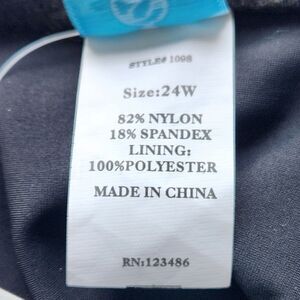 STYLE# 1098
Size:24W
82% NYLON
18% SPANDEX
LINING:
100%POLYESTER
MADE IN CHINA
RN:123486